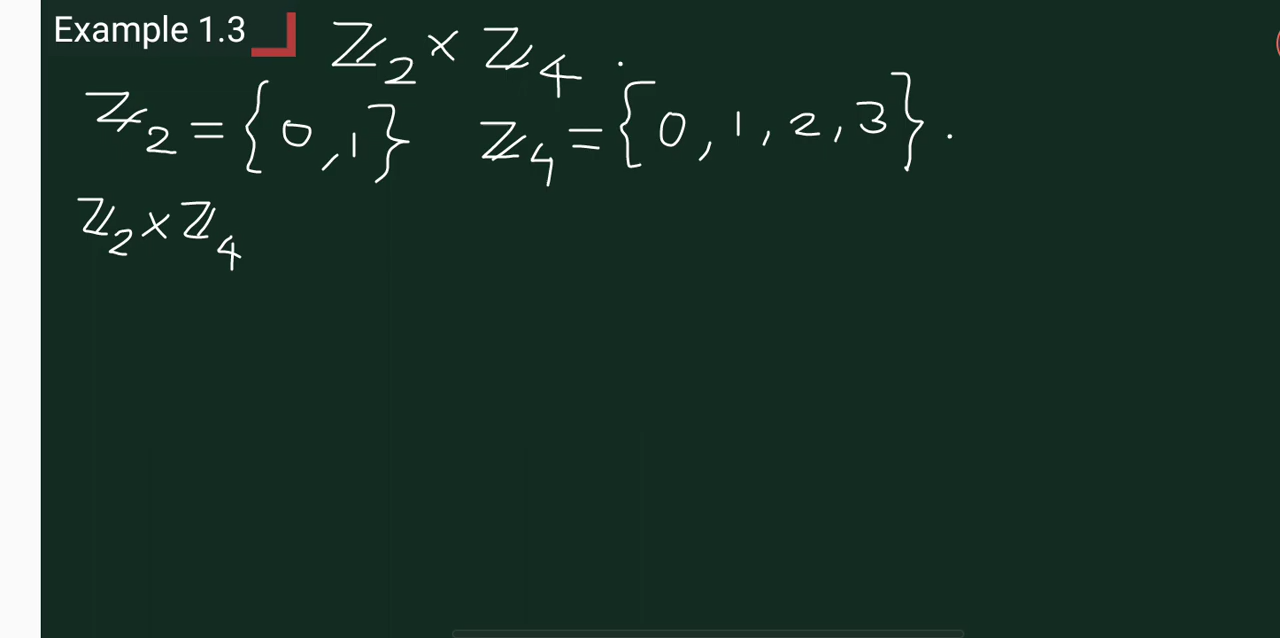 Example 1.3 ℤ₂ × ℤ₄ .
ℤ₂ = {0, 1} ℤ₄ = {0, 1, 2, 3} .
ℤ₂ × ℤ₄